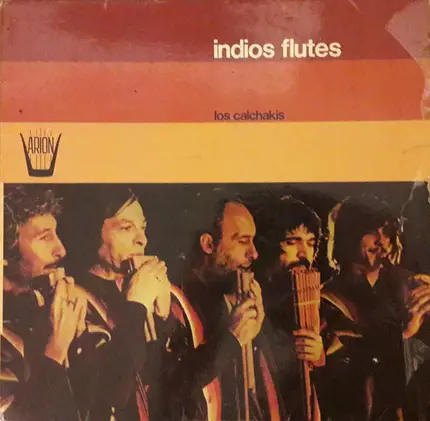 indios flutes
los calchakis
ARION